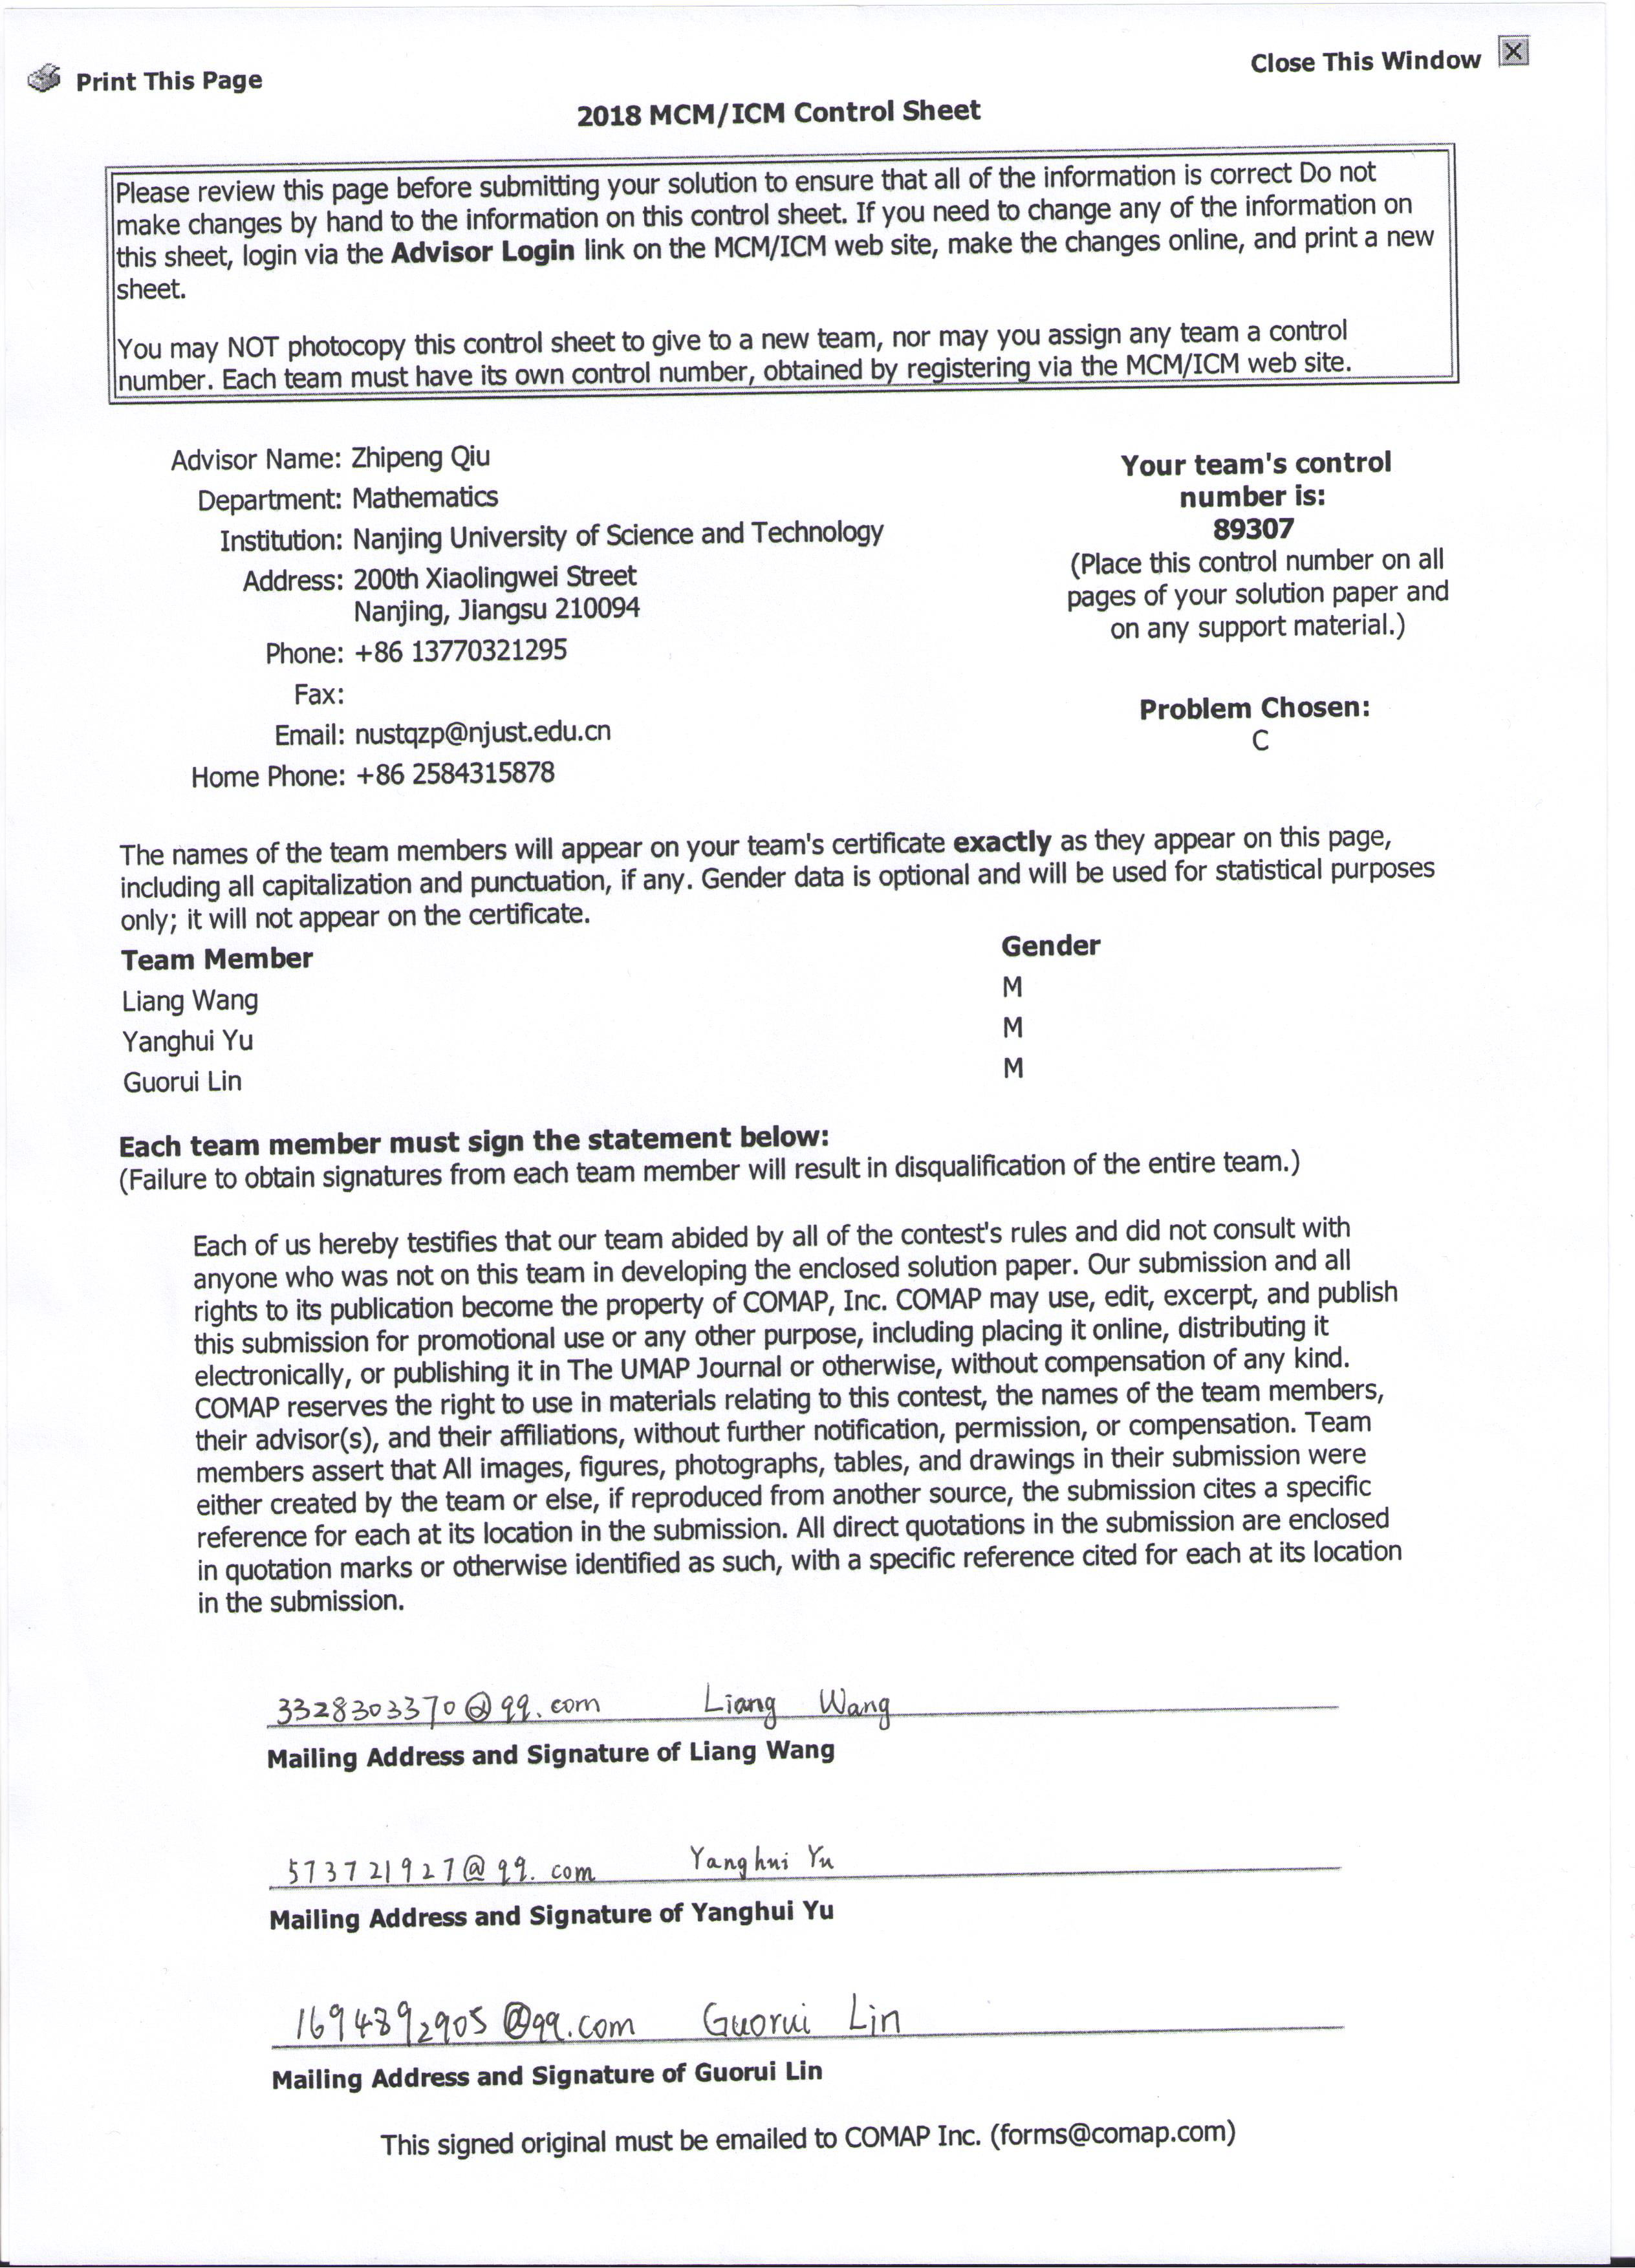 Print This Page
Close This Window
2018 MCM/ICM Control Sheet
Please review this page before submitting your solution to ensure that all of the information is correct Do not
make changes by hand to the information on this control sheet. If you need to change any of the information on
this sheet, login via the Advisor Login link on the MCM/ICM web site, make the changes online, and print a new
sheet.
You may NOT photocopy this control sheet to give to a new team, nor may you assign any team a control
number. Each team must have its own control number, obtained by registering via the MCM/ICM web site.
Advisor Name: Zhipeng Qiu
Department: Mathematics
Institution: Nanjing University of Science and Technology
Address: 200th Xiaolingwei Street
Nanjing, Jiangsu 210094
Phone: +86 13770321295
Fax:
Email: nustqzp@njust.edu.cn
Home Phone: +86 2584315878
Your team's control
number is:
89307
(Place this control number on all
pages of your solution paper and
on any support material.)
Problem Chosen:
C
The names of the team members will appear on your team's certificate exactly as they appear on this page,
including all capitalization and punctuation, if any. Gender data is optional and will be used for statistical purposes
only; it will not appear on the certificate.
Team Member Gender
Liang Wang M
Yanghui Yu M
Guorui Lin M
Each team member must sign the statement below:
(Failure to obtain signatures from each team member will result in disqualification of the entire team.)
Each of us hereby testifies that our team abided by all of the contest's rules and did not consult with
anyone who was not on this team in developing the enclosed solution paper. Our submission and all
rights to its publication become the property of COMAP, Inc. COMAP may use, edit, excerpt, and publish
this submission for promotional use or any other purpose, including placing it online, distributing it
electronically, or publishing it in The UMAP Journal or otherwise, without compensation of any kind.
COMAP reserves the right to use in materials relating to this contest, the names of the team members,
their advisor(s), and their affiliations, without further notification, permission, or compensation. Team
members assert that All images, figures, photographs, tables, and drawings in their submission were
either created by the team or else, if reproduced from another source, the submission cites a specific
reference for each at its location in the submission. All direct quotations in the submission are enclosed
in quotation marks or otherwise identified as such, with a specific reference cited for each at its location
in the submission.
3328303370@qq.com Liang Wang
Mailing Address and Signature of Liang Wang
573721927@qq.com Yanghui Yu
Mailing Address and Signature of Yanghui Yu
1694892905@qq.com Guorui Lin
Mailing Address and Signature of Guorui Lin
This signed original must be emailed to COMAP Inc. (forms@comap.com)